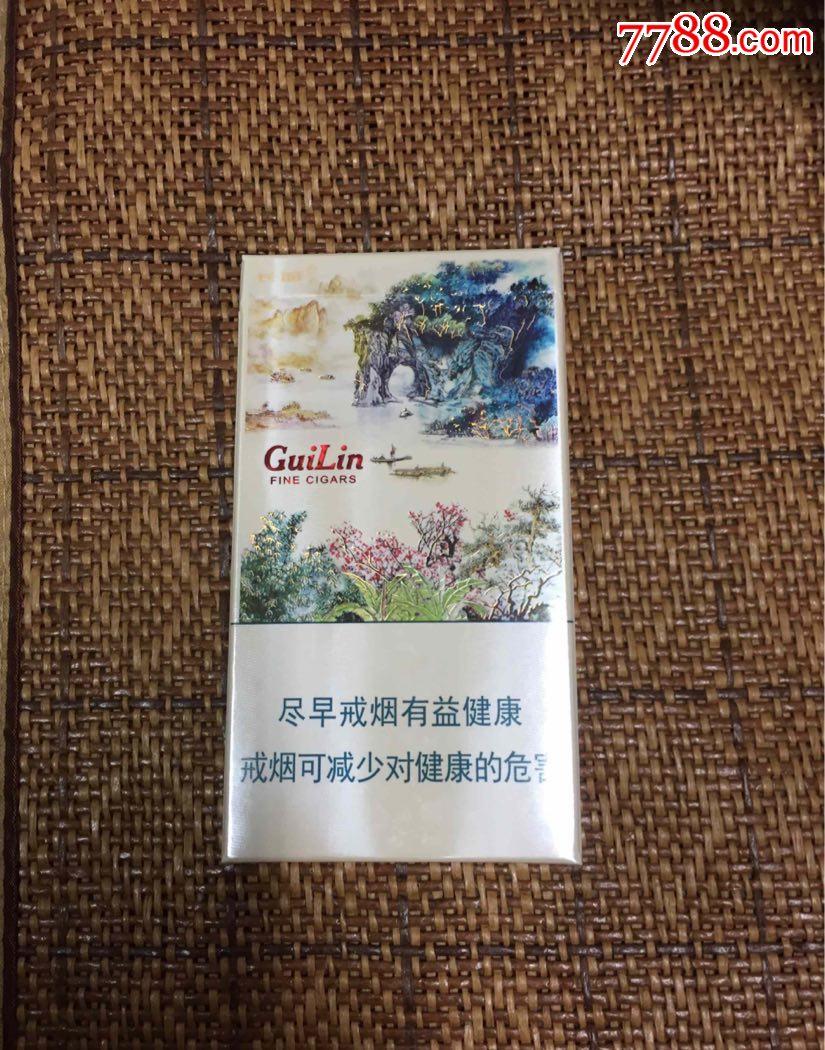 7788.com
GuiLin
FINE CIGARS
尽早戒烟有益健康
戒烟可减少对健康的危害